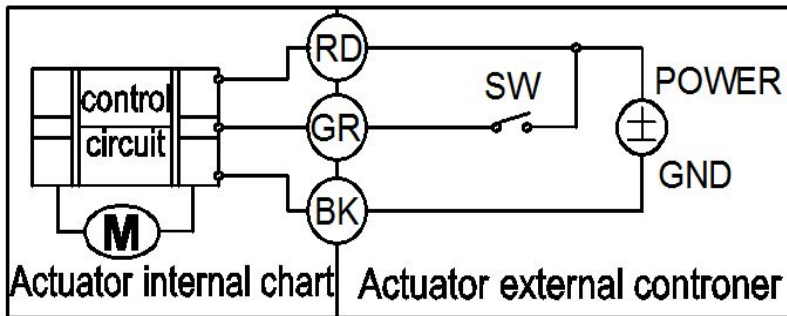 RD
SW
POWER
control
GR
circuit
GND
BK
M
Actuator internal chart
Actuator external controner